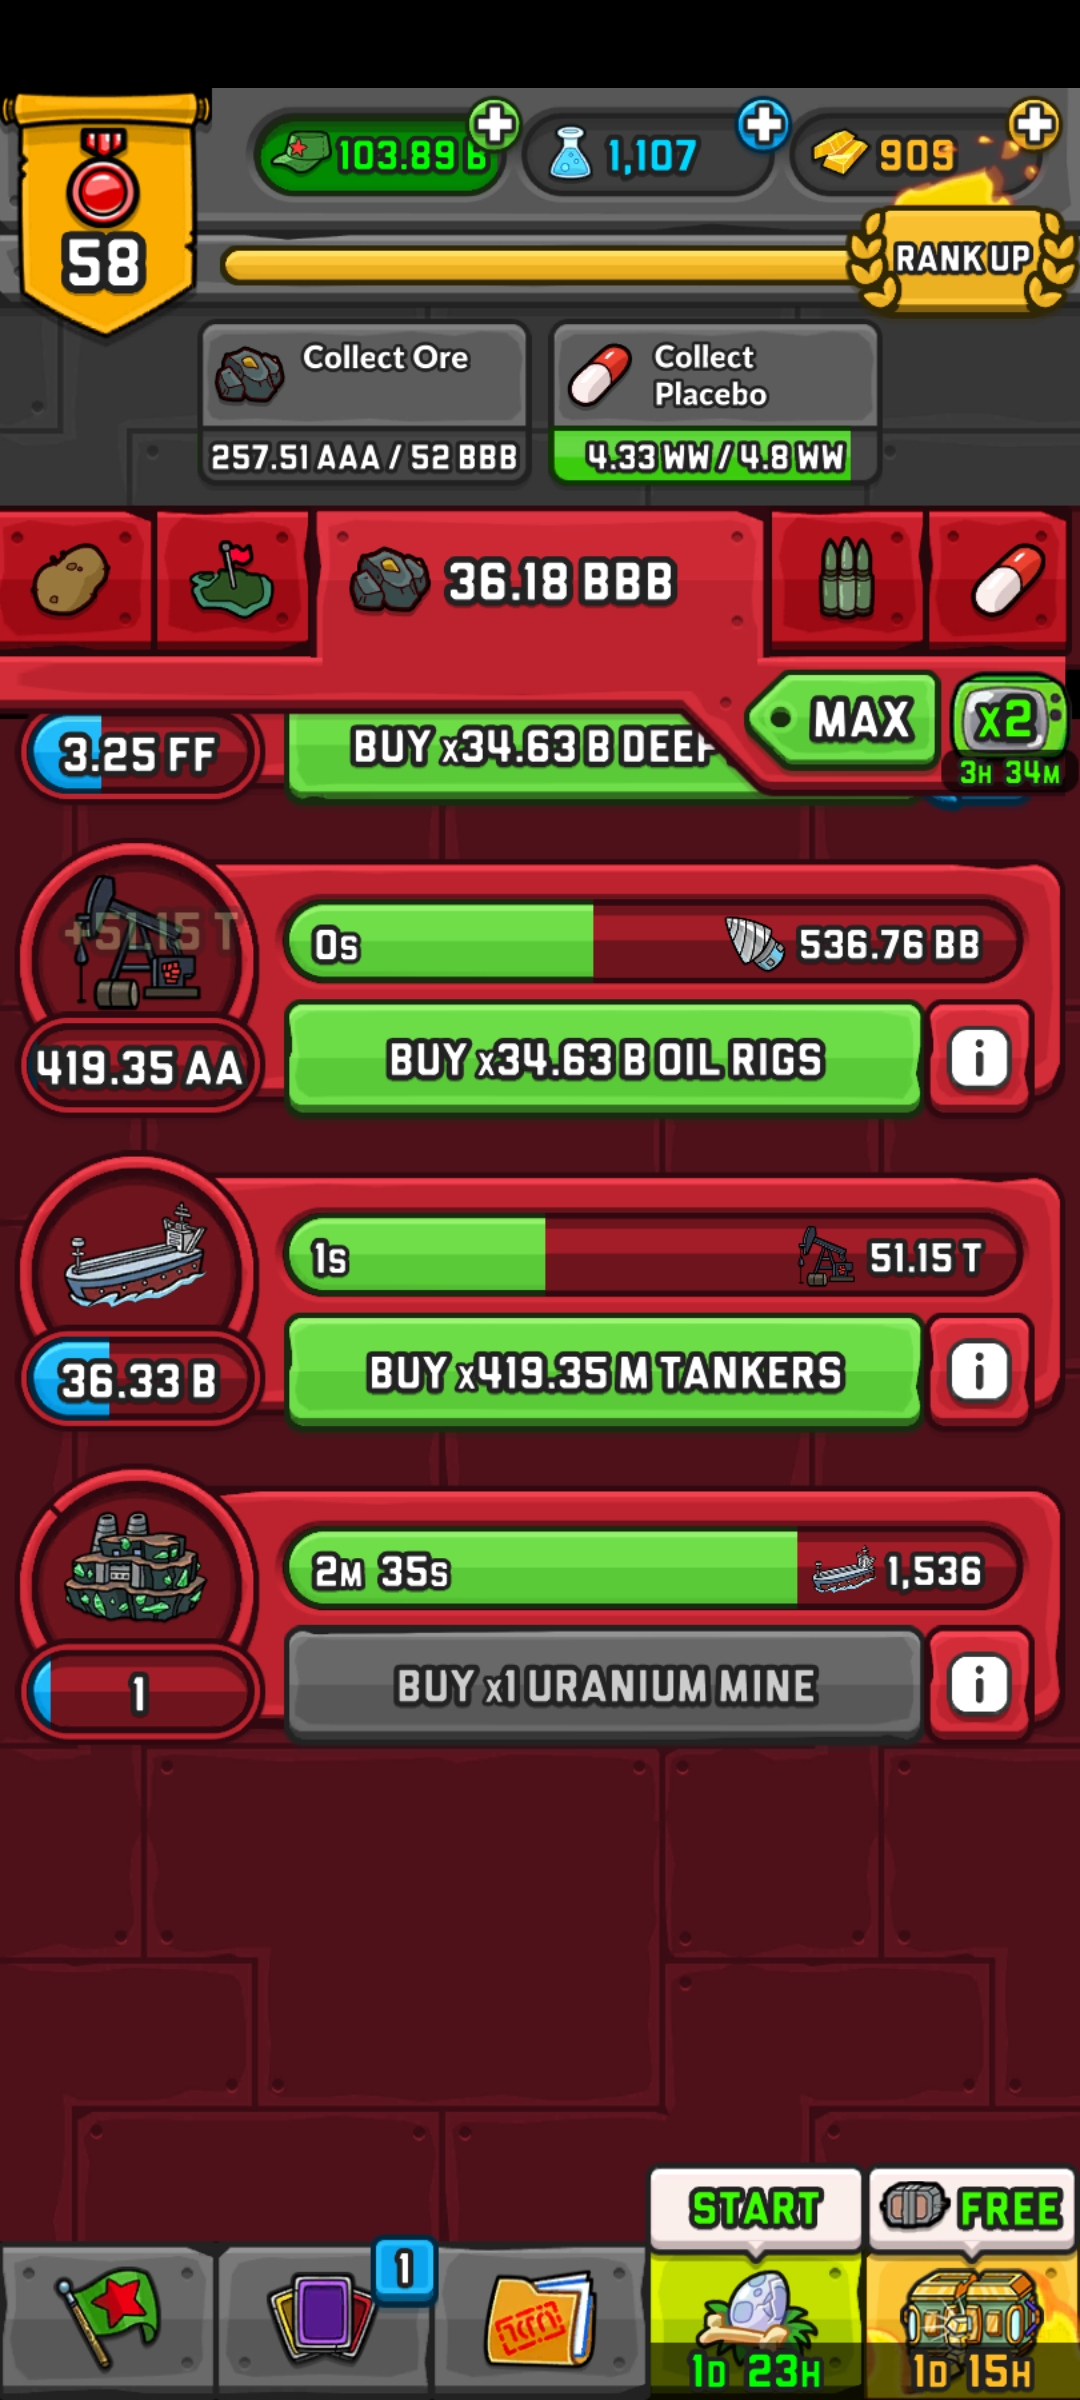 103.89 B
1,107
909
58
RANK UP
Collect Ore
257.51 AAA / 52 BBB
Collect
Placebo
4.33 WW / 4.8 WW
36.18 BBB
MAX
x2
3H 34M
3.25 FF
BUY x34.63 B DEEP
+51.15 T
0s
536.76 BB
419.35 AA
BUY x34.63 B OIL RIGS
i
1s
51.15 T
36.33 B
BUY x419.35 M TANKERS
i
2M 35s
1,536
1
BUY x1 URANIUM MINE
i
START
FREE
1
1D 23H
1D 15H